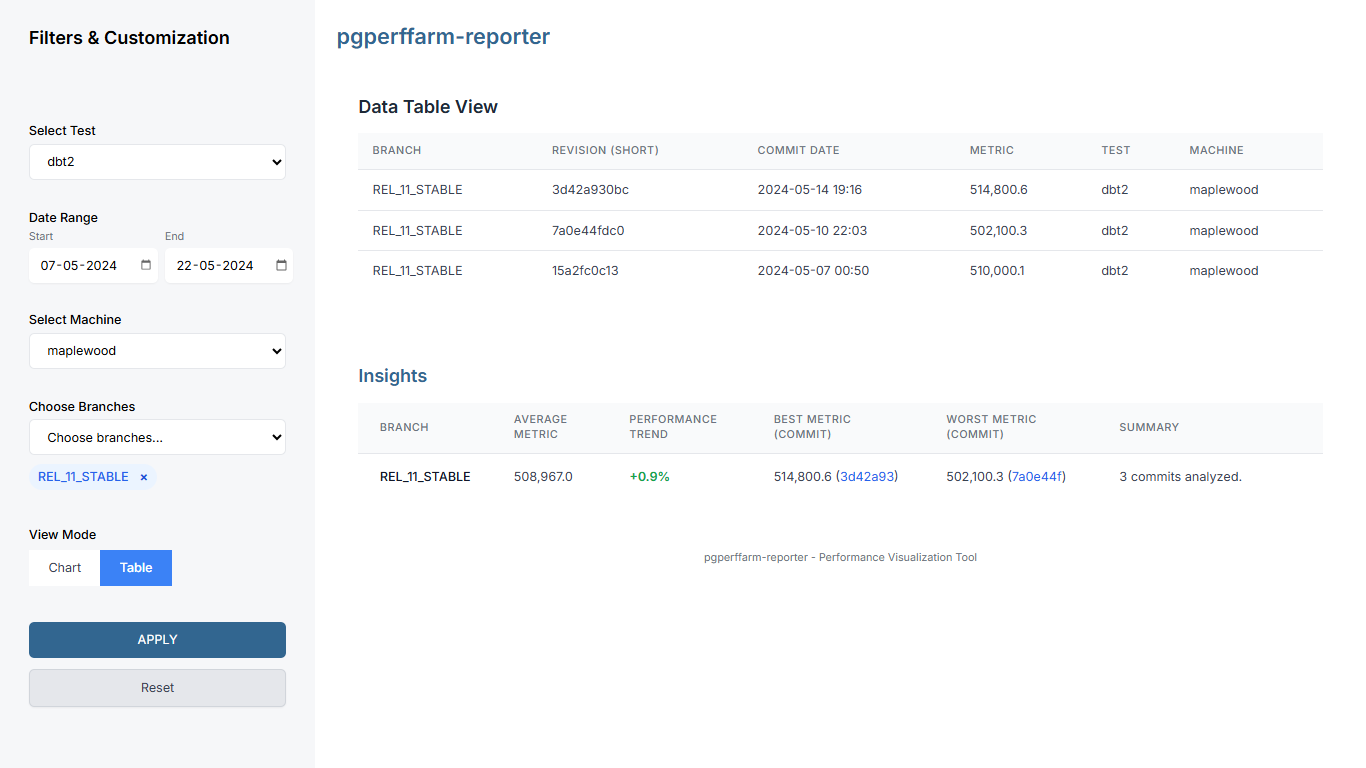 Filters & Customization
Select Test
dbt2
Date Range
Start End
07-05-2024 22-05-2024
Select Machine
maplewood
Choose Branches
Choose branches...
REL_11_STABLE ×
View Mode
Chart Table
APPLY
Reset
pgperffarm-reporter
Data Table View
BRANCH REVISION (SHORT) COMMIT DATE METRIC TEST MACHINE
REL_11_STABLE 3d42a930bc 2024-05-14 19:16 514,800.6 dbt2 maplewood
REL_11_STABLE 7a0e44fdc0 2024-05-10 22:03 502,100.3 dbt2 maplewood
REL_11_STABLE 15a2fc0c13 2024-05-07 00:50 510,000.1 dbt2 maplewood
Insights
BRANCH AVERAGE METRIC PERFORMANCE TREND BEST METRIC (COMMIT) WORST METRIC (COMMIT) SUMMARY
REL_11_STABLE 508,967.0 +0.9% 514,800.6 (3d42a93) 502,100.3 (7a0e44f) 3 commits analyzed.
pgperffarm-reporter - Performance Visualization Tool